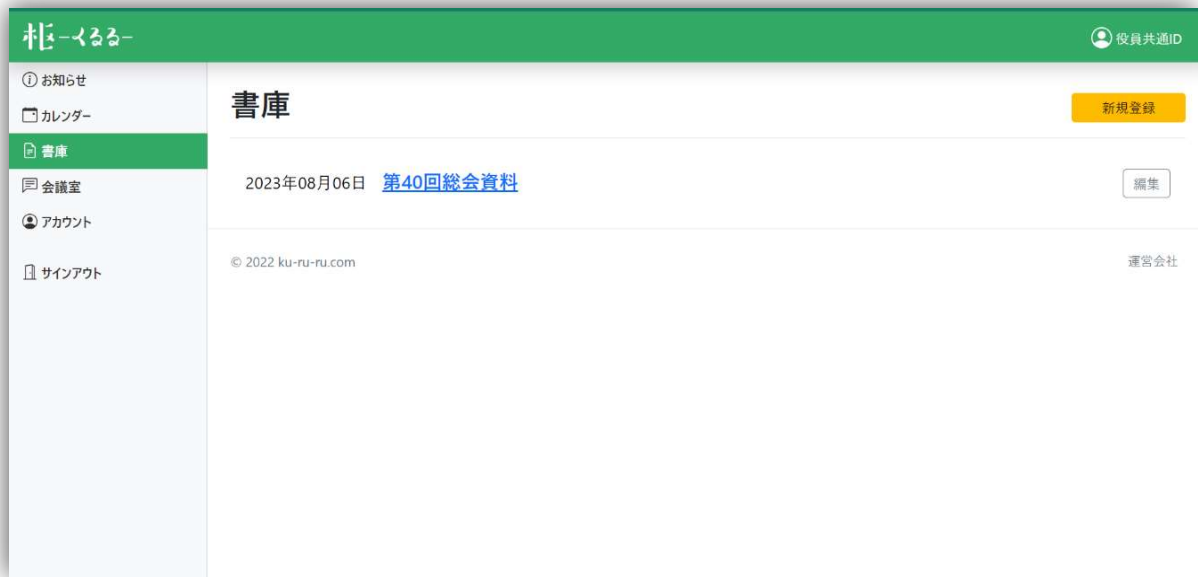 枢-くるる-
役員共通ID
お知らせ
カレンダー
書庫
会議室
アカウント
サインアウト
書庫
新規登録
2023年08月06日 第40回総会資料
編集
© 2022 ku-ru-ru.com
運営会社